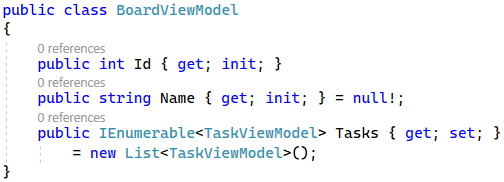 public class BoardViewModel
{
0 references
public int Id { get; init; }
0 references
public string Name { get; init; } = null!;
0 references
public IEnumerable<TaskViewModel> Tasks { get; set; }
= new List<TaskViewModel>();
}